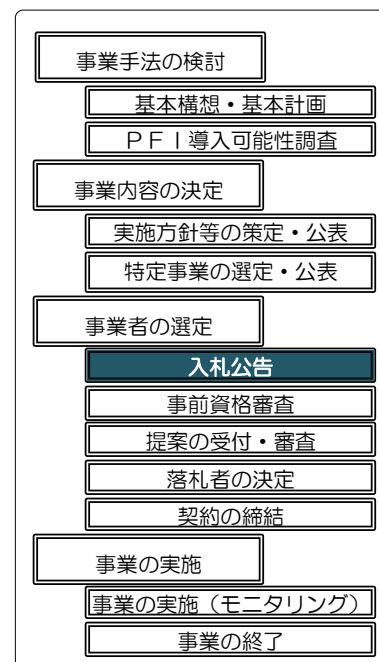 事業手法の検討
基本構想・基本計画
ＰＦＩ導入可能性調査
事業内容の決定
実施方針等の策定・公表
特定事業の選定・公表
事業者の選定
入札公告
事前資格審査
提案の受付・審査
落札者の決定
契約の締結
事業の実施
事業の実施（モニタリング）
事業の終了